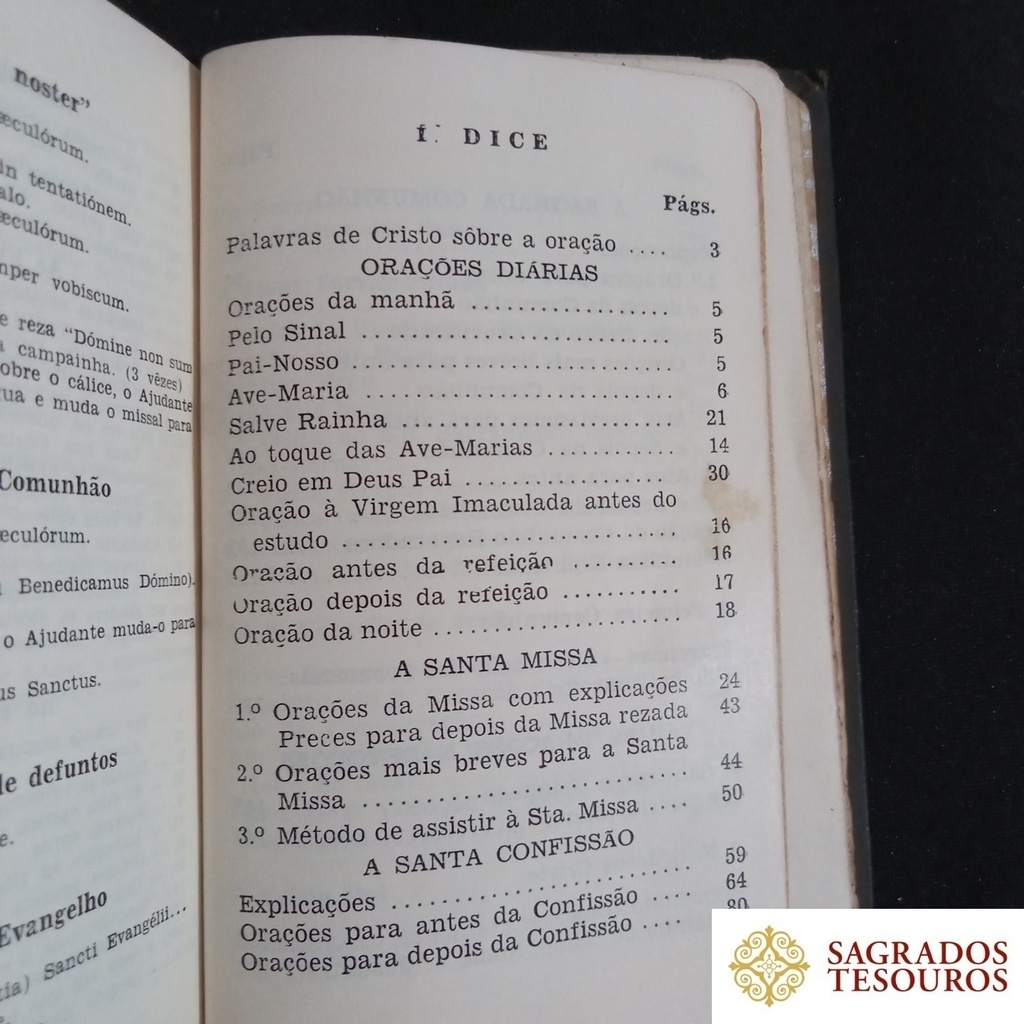 noster"
æculórum.
in tentatiónem.
alo.
æculórum.
mper vobiscum.
e reza "Dómine non sum
campainha. (3 vêzes)
obre o cálice, o Ajudante
ua e muda o missal para
Comunhão
æculórum.
Benedicamus Dómino).
o Ajudante muda-o para
us Sanctus.
le defuntos
e.
Evangelho
tia) Sancti Evangélii...
Í DICE
Págs.
Palavras de Cristo sôbre a oração .... 3
ORAÇÕES DIÁRIAS
Orações da manhã ...................... 5
Pelo Sinal .................................. 5
Pai-Nosso ................................... 5
Ave-Maria .................................. 6
Salve Rainha .............................. 21
Ao toque das Ave-Marias ............ 14
Creio em Deus Pai ..................... 30
Oração à Virgem Imaculada antes do
estudo ................................ 16
Oração antes da refeição .......... 16
Oração depois da refeição ........... 17
Oração da noite ....................... 18
A SANTA MISSA
1.º Orações da Missa com explicações 24
Preces para depois da Missa rezada 43
2.º Orações mais breves para a Santa
Missa .................................. 44
3.º Método de assistir à Sta. Missa .... 50
A SANTA CONFISSÃO
Explicações ................................ 59
Orações para antes da Confissão .... 64
Orações para depois da Confissão .... 80
SAGRADOS
TESOUROS